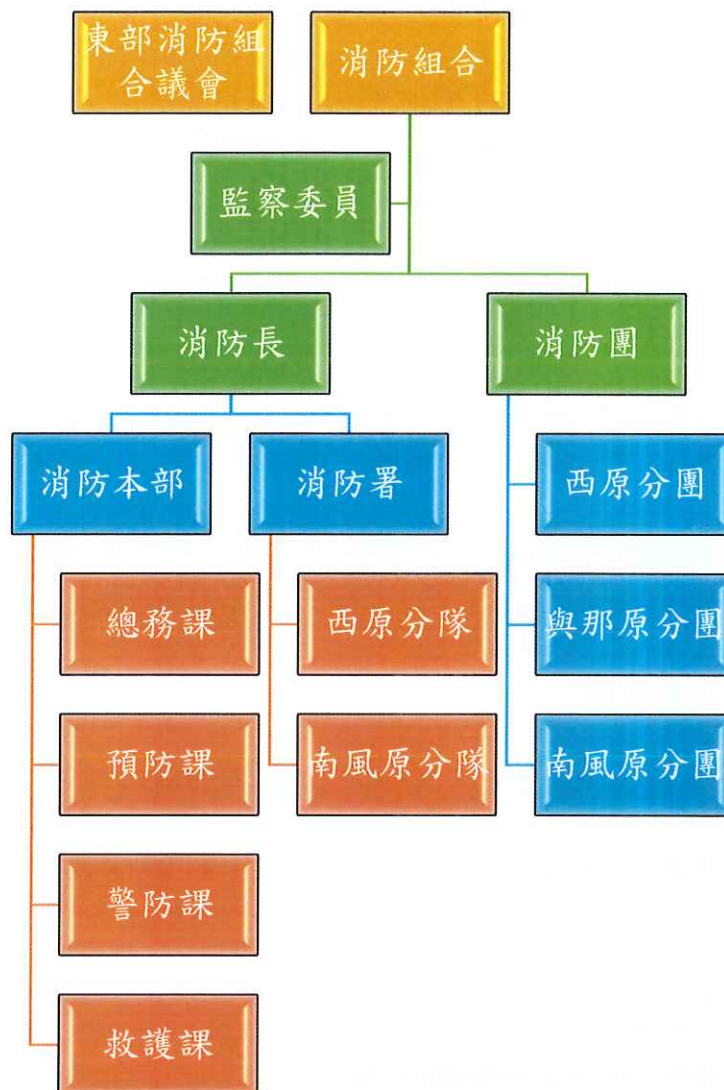 東部消防組
合議會
消防組合
監察委員
消防長
消防團
消防本部
消防署
西原分團
總務課
西原分隊
與那原分團
預防課
南風原分隊
南風原分團
警防課
救護課